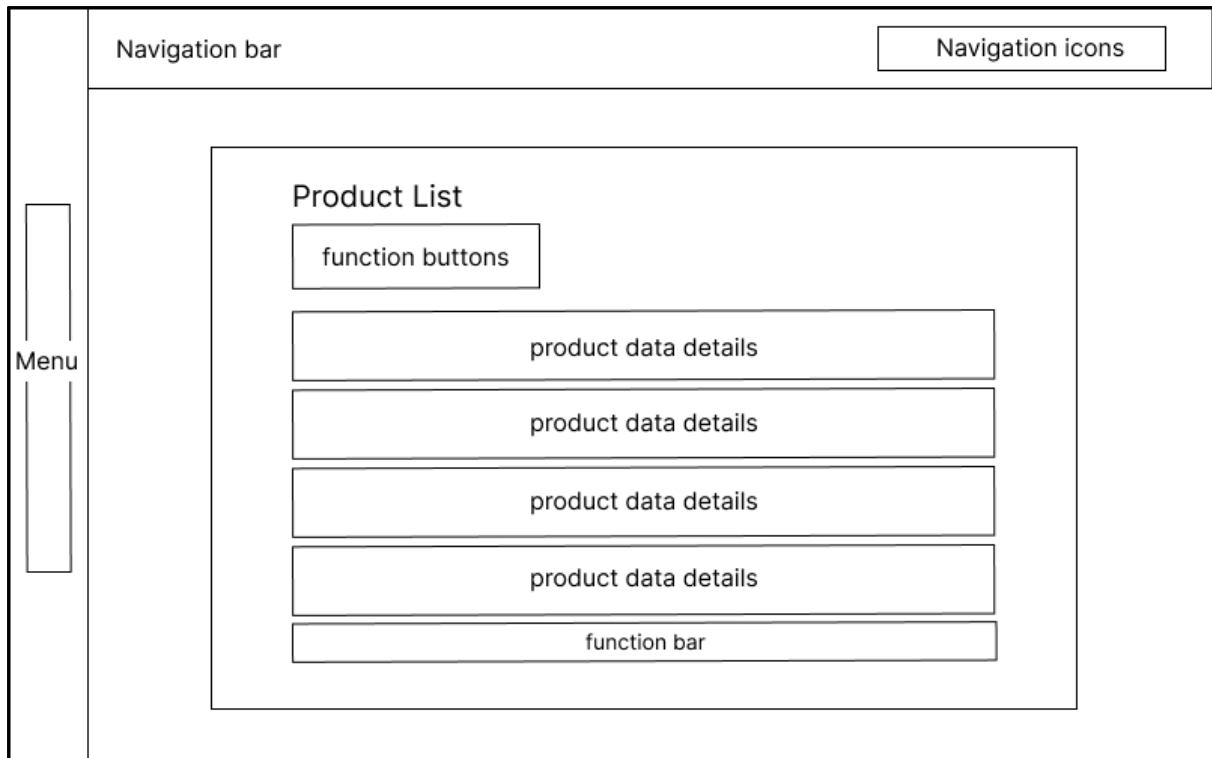 Navigation bar
Navigation icons
Product List
function buttons
product data details
Menu
product data details
product data details
product data details
function bar